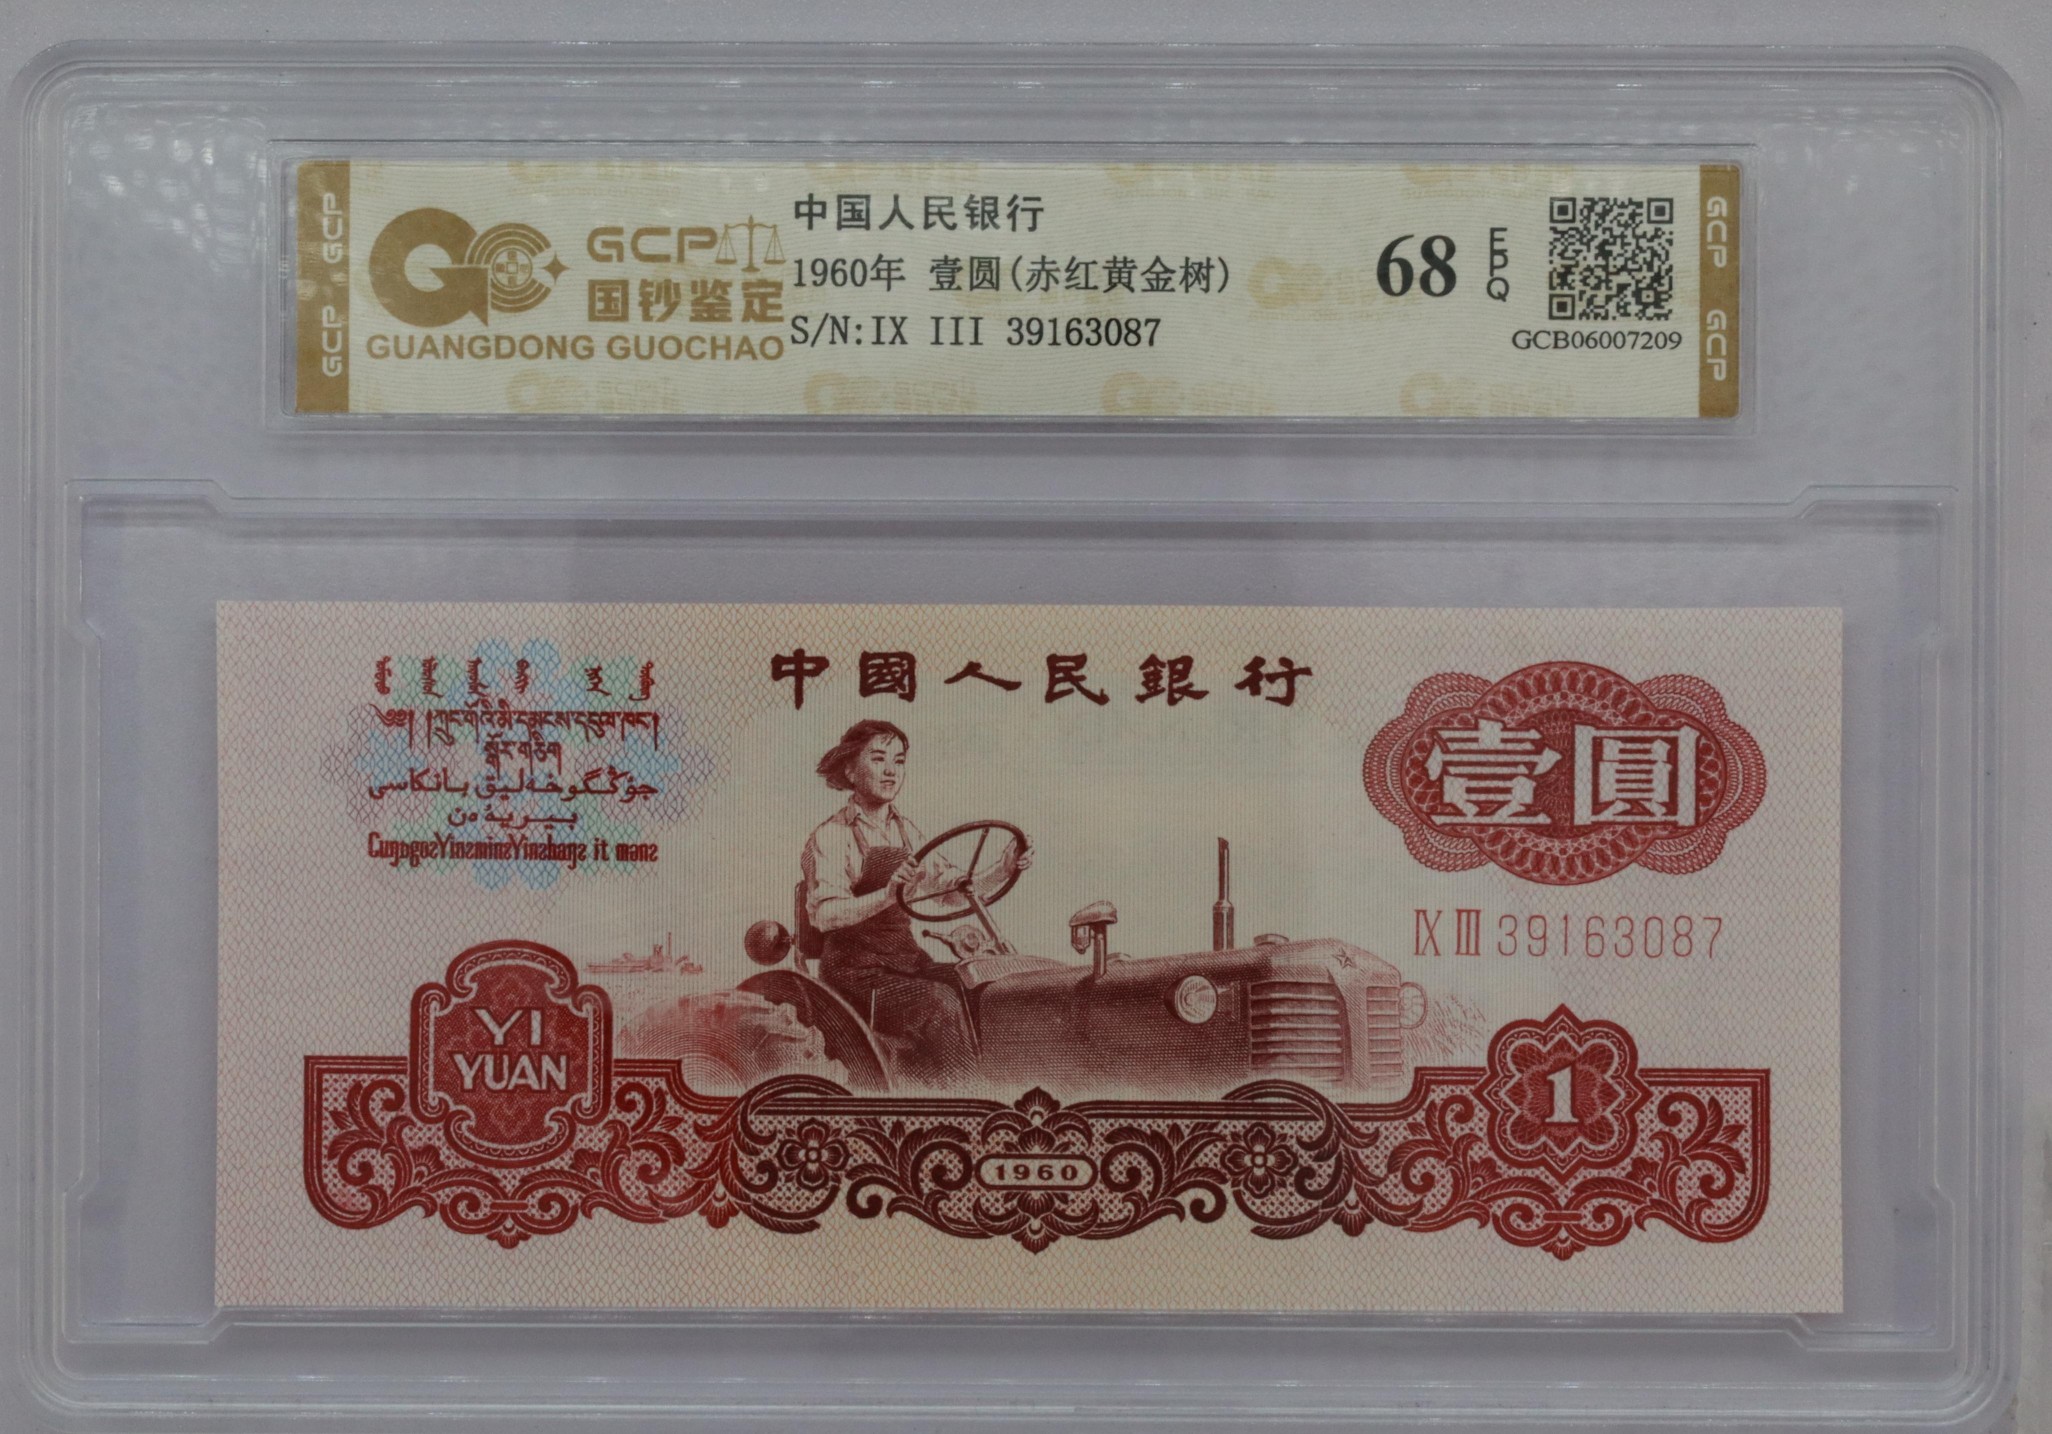 GCP GCP
GCP
国钞鉴定
GUANGDONG GUOCHAO
中国人民银行
1960年 壹圆(赤红黄金树)
S/N:IX III 39163087
68
EPQ
GCB06007209
GCP GCP
中國人民銀行
壹圓
ⅨⅢ39163087
YI
YUAN
1960
1